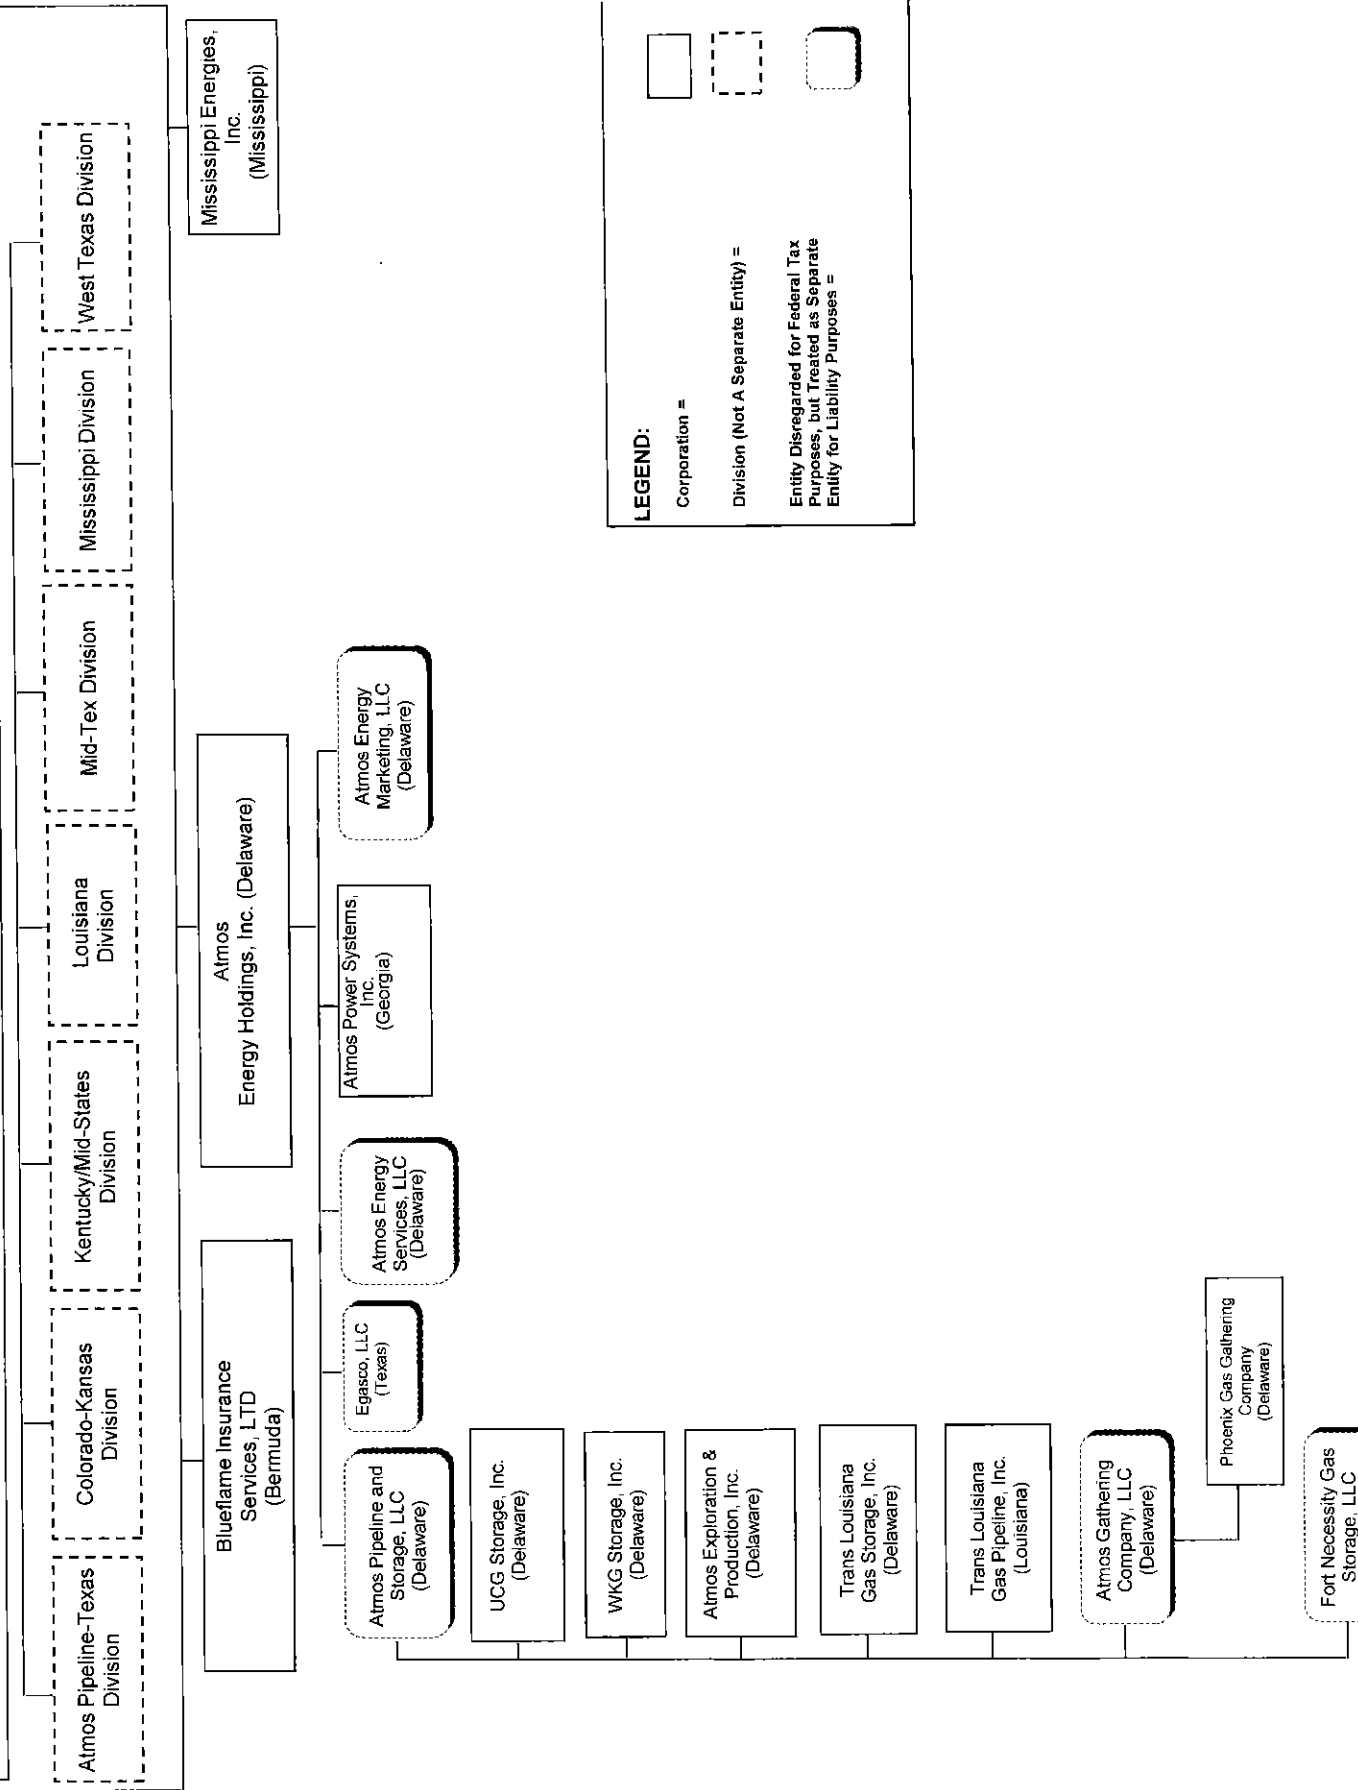 Atmos Pipeline-Texas
Division
Colorado-Kansas
Division
Kentucky/Mid-States
Division
Louisiana
Division
Mid-Tex Division
Mississippi Division
West Texas Division
Blueflame Insurance
Services, LTD
(Bermuda)
Atmos
Energy Holdings, Inc. (Delaware)
Mississippi Energies,
Inc.
(Mississippi)
Atmos Pipeline and
Storage, LLC
(Delaware)
Egasco, LLC
(Texas)
Atmos Energy
Services, LLC
(Delaware)
Atmos Power Systems,
Inc.
(Georgia)
Atmos Energy
Marketing, LLC
(Delaware)
UCG Storage, Inc.
(Delaware)
WKG Storage, Inc.
(Delaware)
Atmos Exploration &
Production, Inc.
(Delaware)
Trans Louisiana
Gas Storage, Inc.
(Delaware)
Trans Louisiana
Gas Pipeline, Inc.
(Louisiana)
Atmos Gathering
Company, LLC
(Delaware)
Phoenix Gas Gathering
Company
(Delaware)
Fort Necessity Gas
Storage, LLC
LEGEND:
Corporation =
Division (Not A Separate Entity) =
Entity Disregarded for Federal Tax
Purposes, but Treated as Separate
Entity for Liability Purposes =